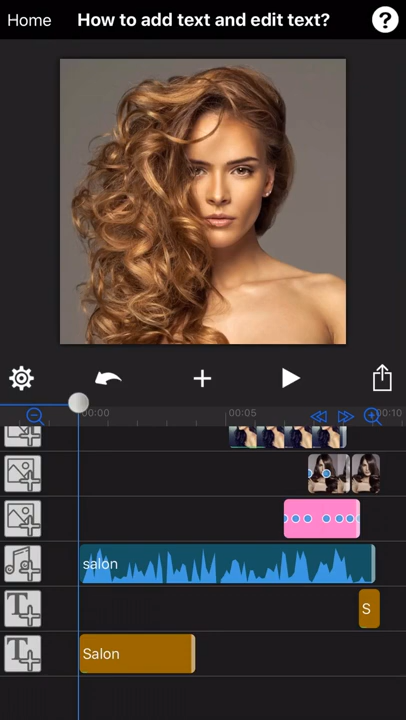 Home How to add text and edit text? ?
00:00 00:05 00:10
salon
S
Salon